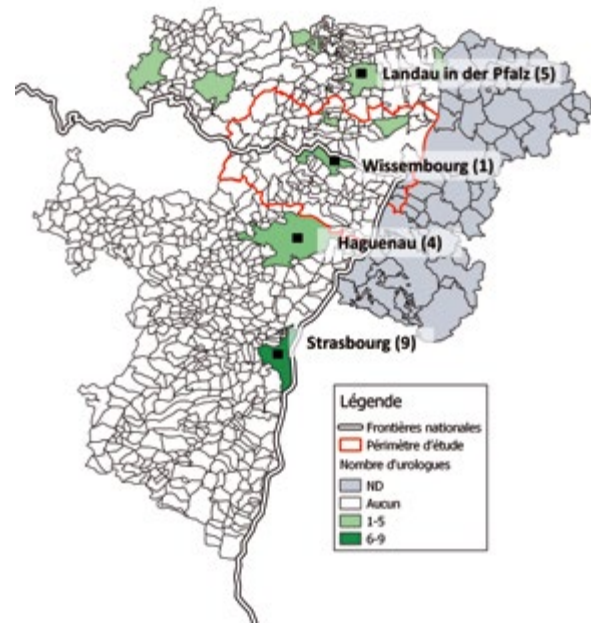 Landau in der Pfalz (5)
Wissembourg (1)
Haguenau (4)
Strasbourg (9)
Légende
Frontières nationales
Périmètre d'étude
Nombre d'urologues
ND
Aucun
1-5
6-9